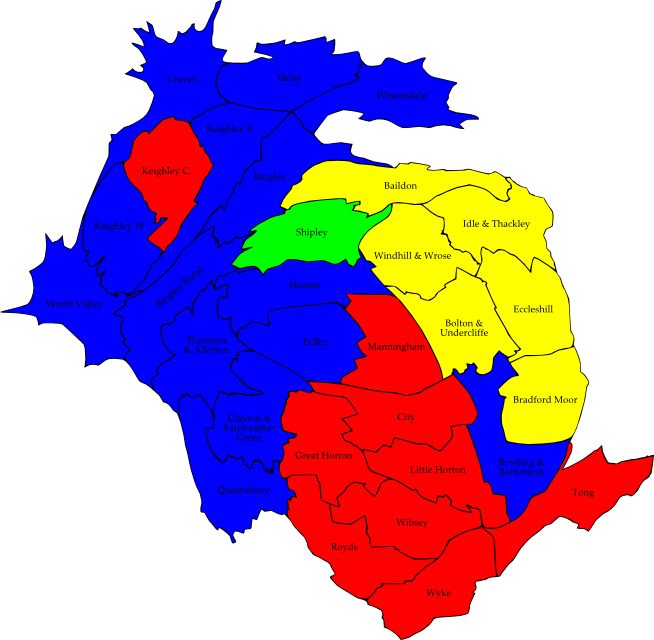 Craven
Ilkley
Wharfedale
Keighley E.
Keighley C.
Bingley
Baildon
Keighley W.
Shipley
Idle & Thackley
Windhill & Wrose
Bingley Rural
Heaton
Worth Valley
Eccleshill
Bolton &
Undercliffe
Thornton
& Allerton
Toller
Manningham
Bradford Moor
City
Clayton &
Fairweather
Green
Great Horton
Little Horton
Bowling &
Barkerend
Queensbury
Tong
Wibsey
Royds
Wyke